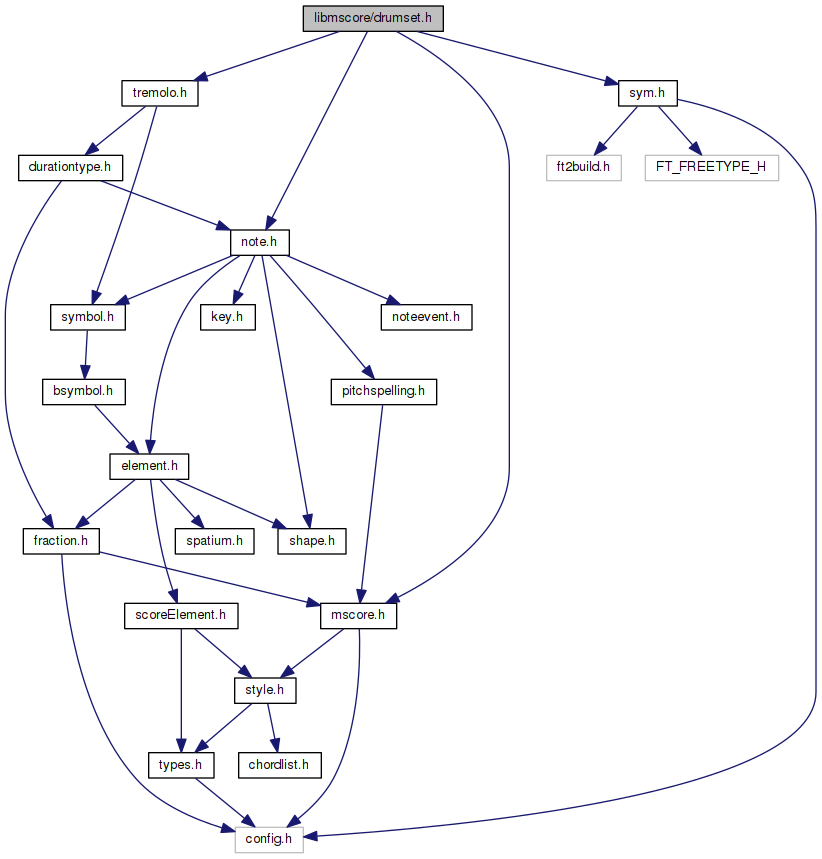 libmscore/drumset.h
tremolo.h
sym.h
durationtype.h
ft2build.h
FT_FREETYPE_H
note.h
symbol.h
key.h
noteevent.h
bsymbol.h
pitchspelling.h
element.h
fraction.h
spatium.h
shape.h
scoreElement.h
mscore.h
style.h
types.h
chordlist.h
config.h